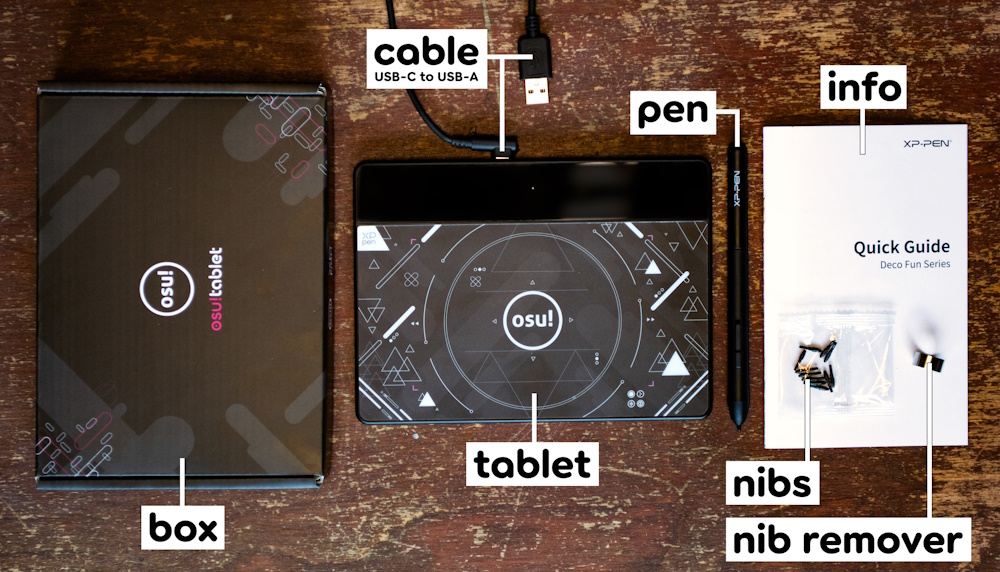 cable
USB-C to USB-A
info
pen
XP-PEN
XP-PEN
Quick Guide
Deco Fun Series
XP
pen
osu!
osu!tablet
osu!
tablet
nibs
box
nib remover